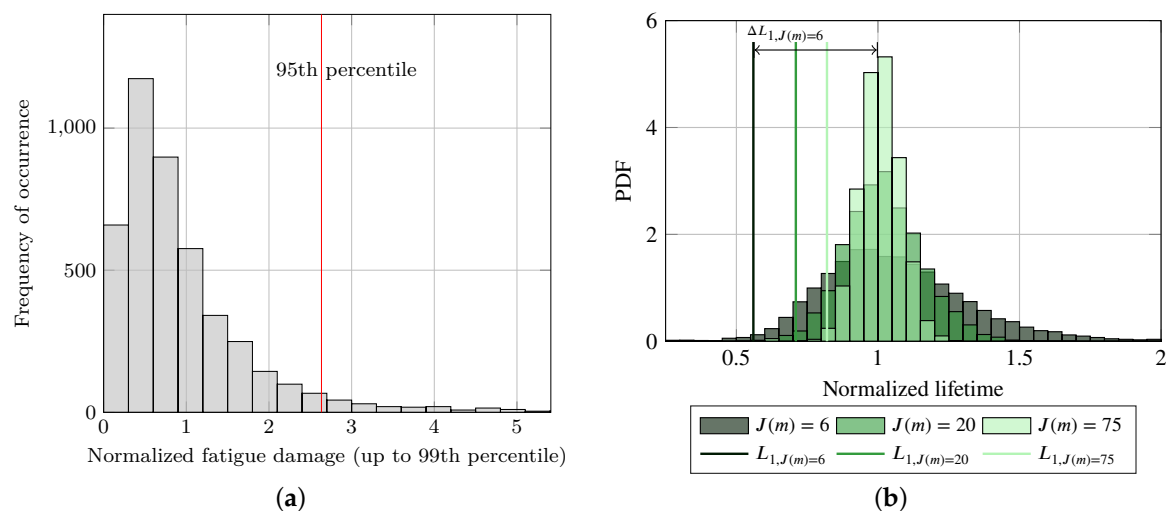 1,000
500
0
Frequency of occurrence
95th percentile
0 1 2 3 4 5
Normalized fatigue damage (up to 99th percentile)
(a)
6
4
2
0
PDF
ΔL1,J(m)=6
0.5 1 1.5 2
Normalized lifetime
J(m) = 6 J(m) = 20 J(m) = 75
L1,J(m)=6 L1,J(m)=20 L1,J(m)=75
(b)